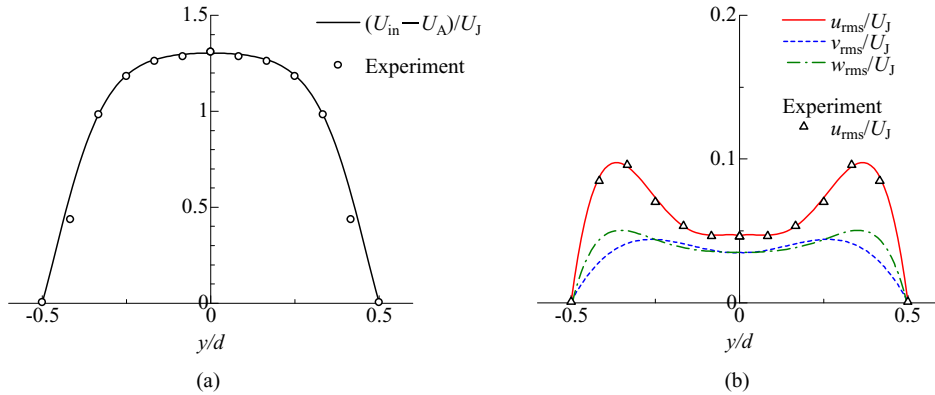 1.5
(U_in — U_A)/U_J
Experiment
1
0.5
0
-0.5
0
0.5
y/d
(a)
0.2
u_rms/U_J
v_rms/U_J
w_rms/U_J
Experiment
u_rms/U_J
0.1
0
-0.5
0
0.5
y/d
(b)